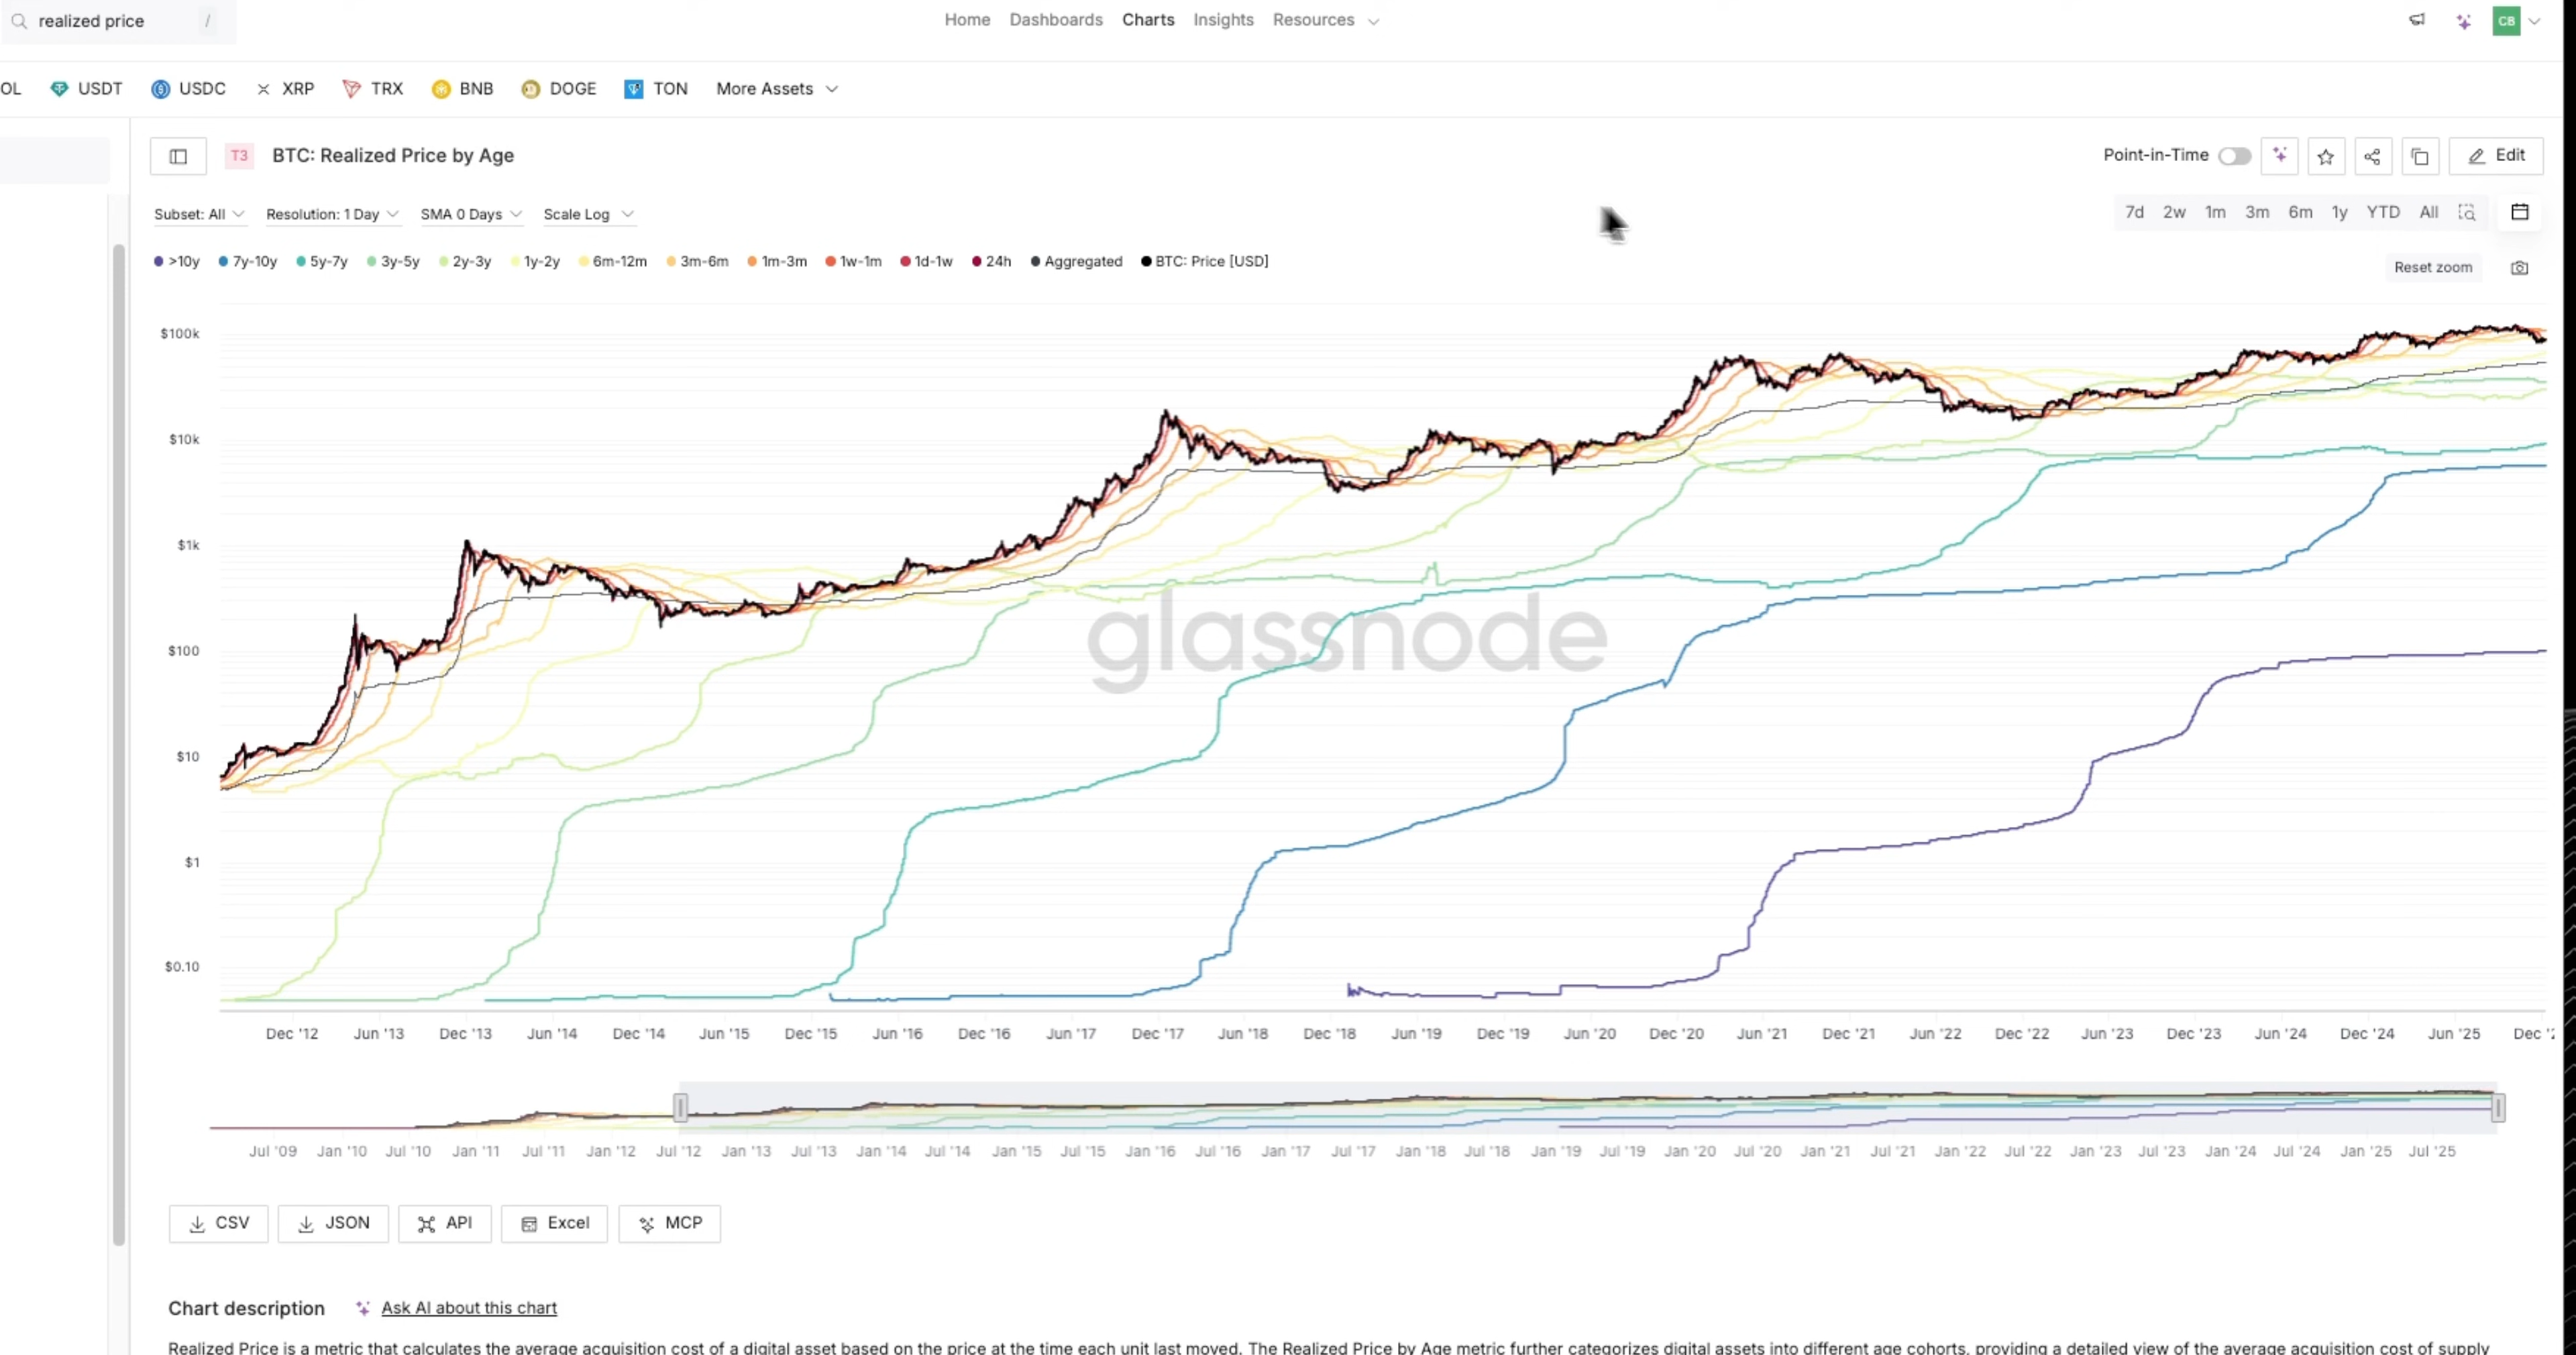 realized price /
Home Dashboards Charts Insights Resources
CB
OL USDT USDC XRP TRX BNB DOGE TON More Assets
T3 BTC: Realized Price by Age
Point-in-Time Edit
Subset: All Resolution: 1 Day SMA 0 Days Scale Log
7d 2w 1m 3m 6m 1y YTD All
>10y 7y-10y 5y-7y 3y-5y 2y-3y 1y-2y 6m-12m 3m-6m 1m-3m 1w-1m 1d-1w 24h Aggregated BTC: Price [USD]
Reset zoom
$100k
$10k
$1k
$100
$10
$1
$0.10
glassnode
Dec '12 Jun '13 Dec '13 Jun '14 Dec '14 Jun '15 Dec '15 Jun '16 Dec '16 Jun '17 Dec '17 Jun '18 Dec '18 Jun '19 Dec '19 Jun '20 Dec '20 Jun '21 Dec '21 Jun '22 Dec '22 Jun '23 Dec '23 Jun '24 Dec '24 Jun '25 Dec '2
Jul '09 Jan '10 Jul '10 Jan '11 Jul '11 Jan '12 Jul '12 Jan '13 Jul '13 Jan '14 Jul '14 Jan '15 Jul '15 Jan '16 Jul '16 Jan '17 Jul '17 Jan '18 Jul '18 Jan '19 Jul '19 Jan '20 Jul '20 Jan '21 Jul '21 Jan '22 Jul '22 Jan '23 Jul '23 Jan '24 Jul '24 Jan '25 Jul '25
CSV JSON API Excel MCP
Chart description Ask AI about this chart
Realized Price is a metric that calculates the average acquisition cost of a digital asset based on the price at the time each unit last moved. The Realized Price by Age metric further categorizes digital assets into different age cohorts, providing a detailed view of the average acquisition cost of supply